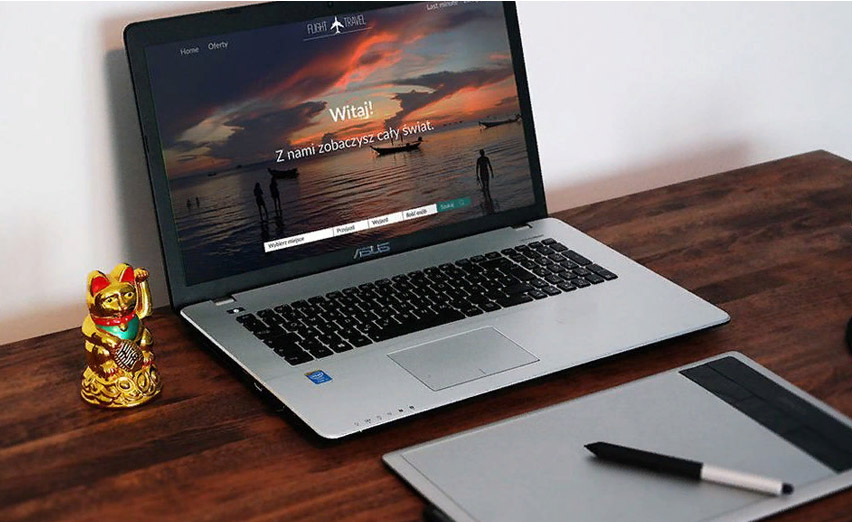 FLIGHT TRAVEL
Home Oferty
Last minute
Witaj!
Z nami zobaczysz cały świat.
Wybierz miejsce Przyjazd Wyjazd Ilość osób Szukaj
ASUS